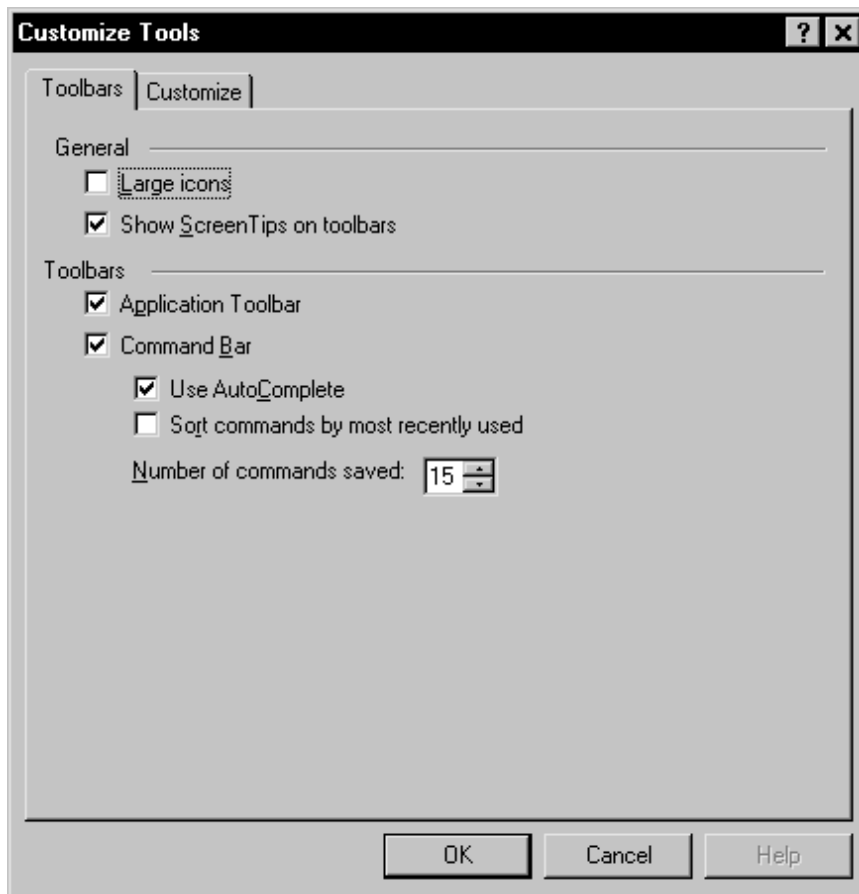 Customize Tools ?
Toolbars Customize
General
Large icons
Show ScreenTips on toolbars
Toolbars
Application Toolbar
Command Bar
Use AutoComplete
Sort commands by most recently used
Number of commands saved: 15
OK Cancel Help